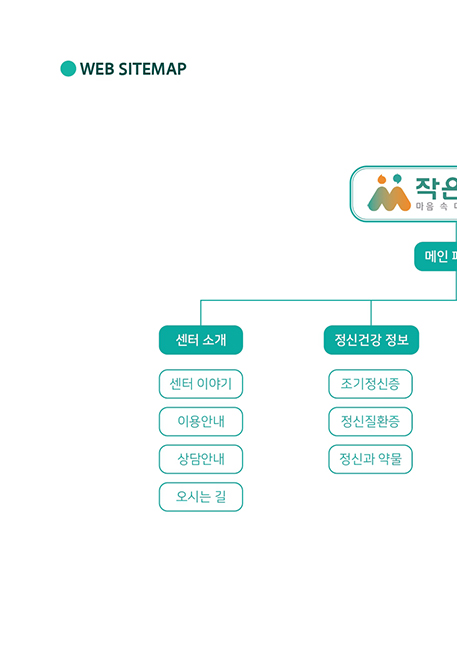 WEB SITEMAP
작은
마음 속
메인
센터 소개
정신건강 정보
센터 이야기
조기정신증
이용안내
정신질환증
상담안내
정신과 약물
오시는 길